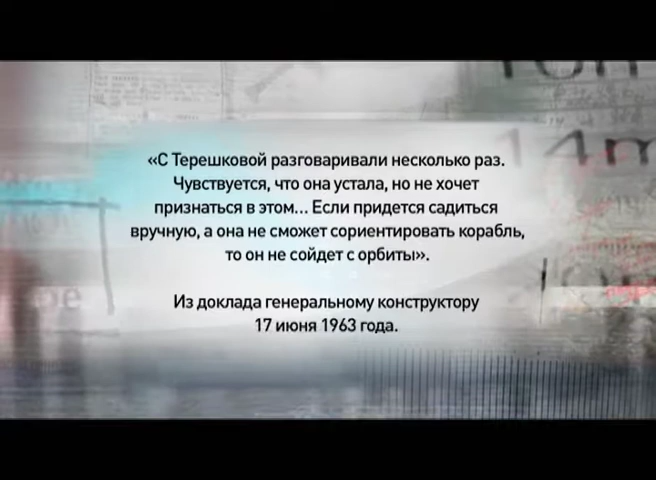 «С Терешковой разговаривали несколько раз.
Чувствуется, что она устала, но не хочет
признаться в этом... Если придется садиться
вручную, а она не сможет сориентировать корабль,
то он не сойдет с орбиты».
Из доклада генеральному конструктору
17 июня 1963 года.
14m